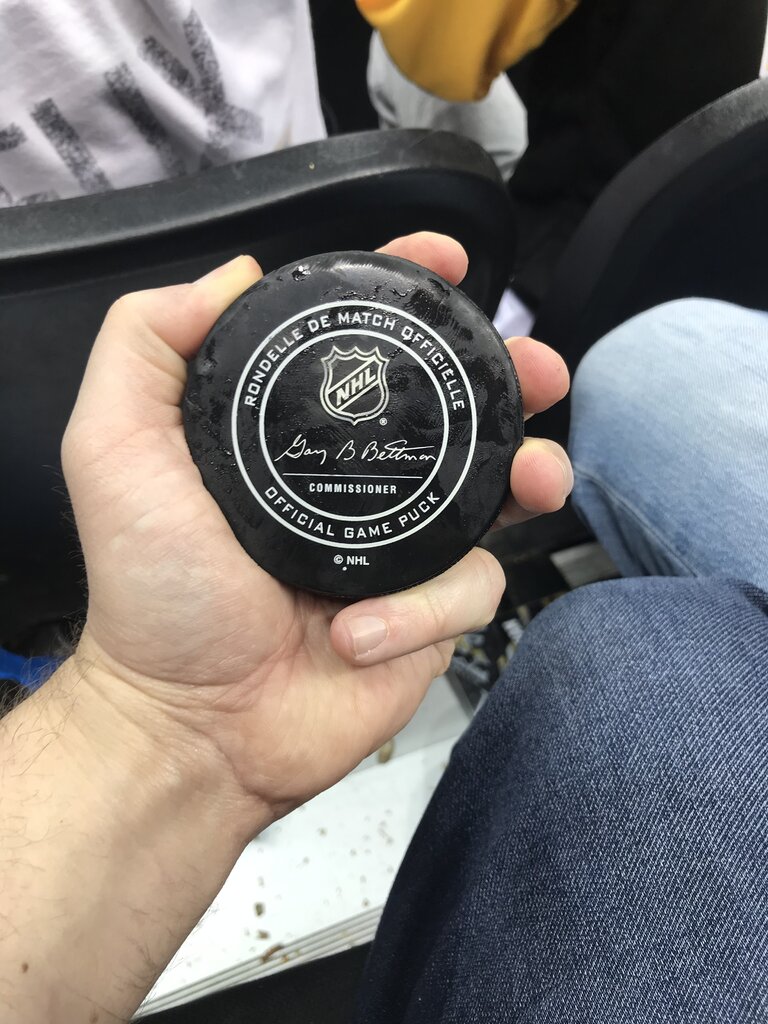 RONDELLE DE MATCH OFFICIELLE
NHL
®
Gary B Bettman
COMMISSIONER
OFFICIAL GAME PUCK
© NHL